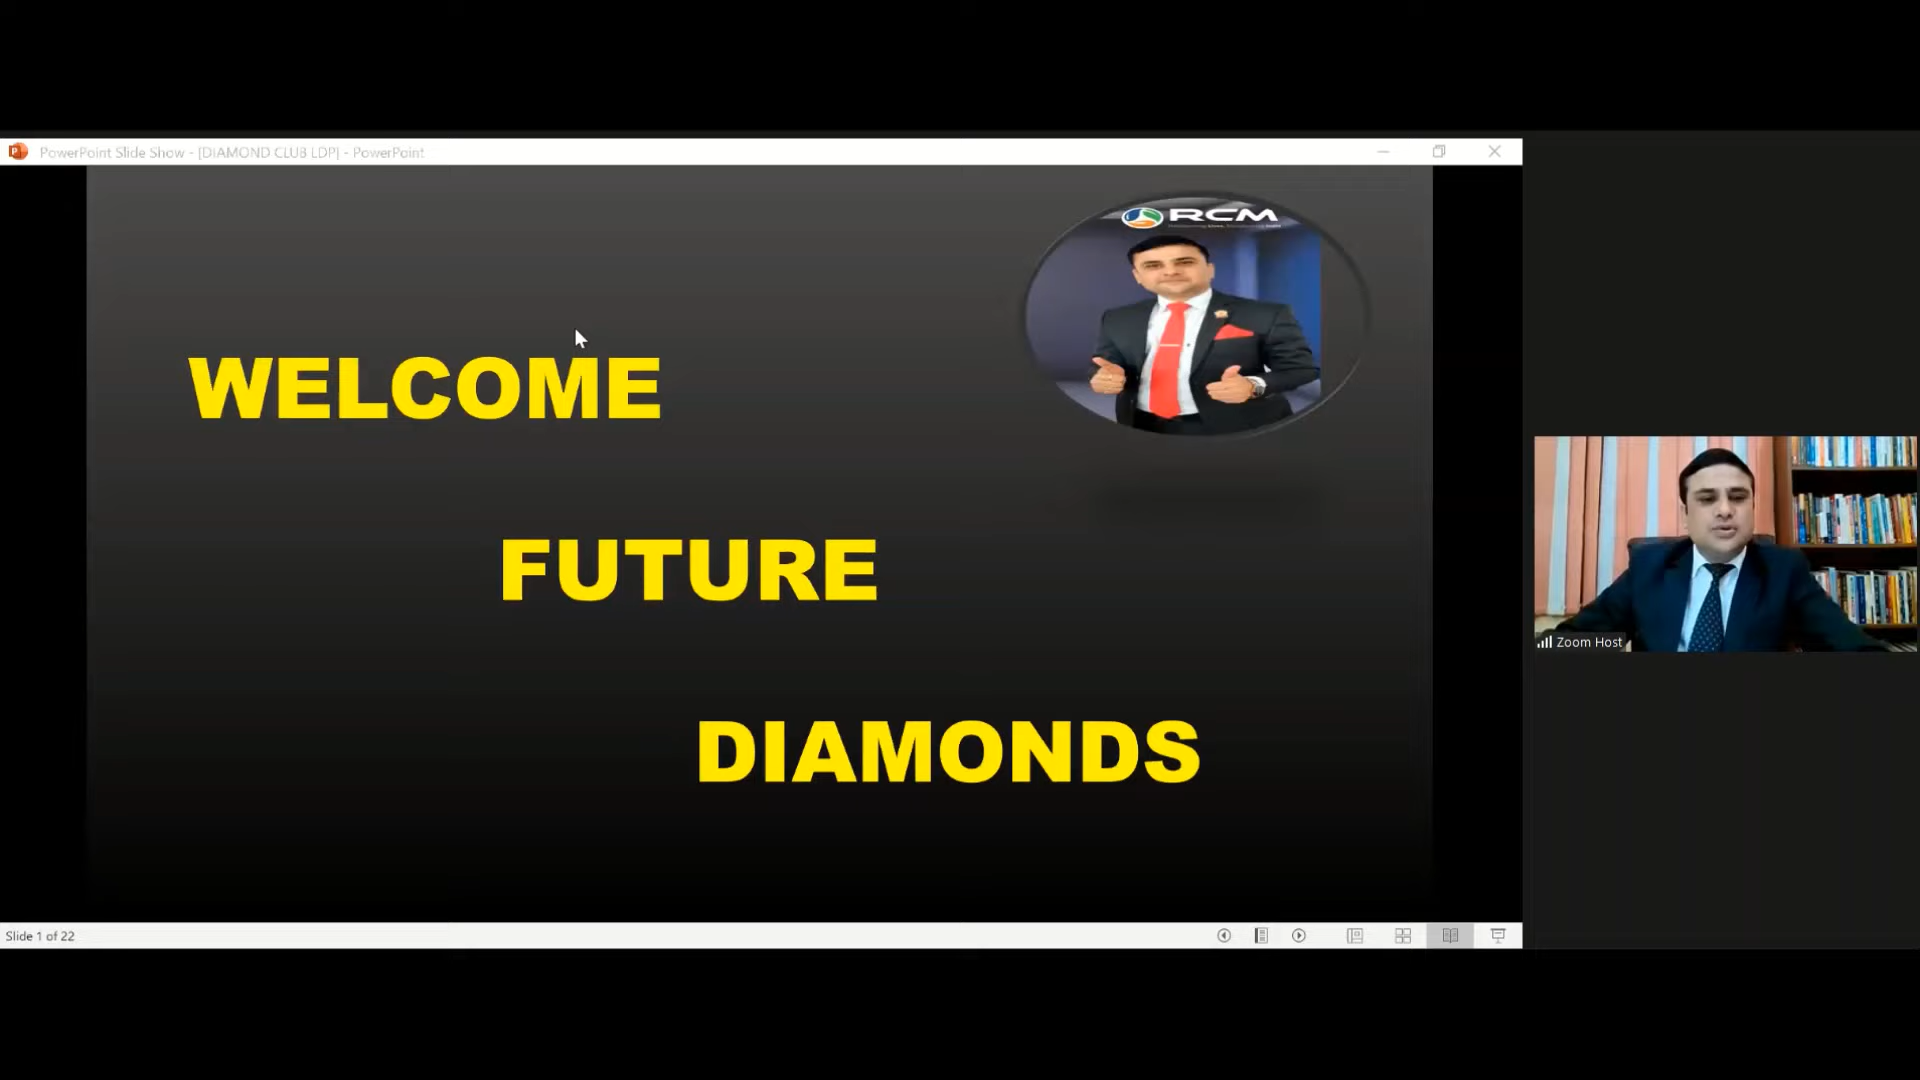 PowerPoint Slide Show - [DIAMOND CLUB LDP] - PowerPoint
RCM
WELCOME
FUTURE
DIAMONDS
Zoom Host
Slide 1 of 22